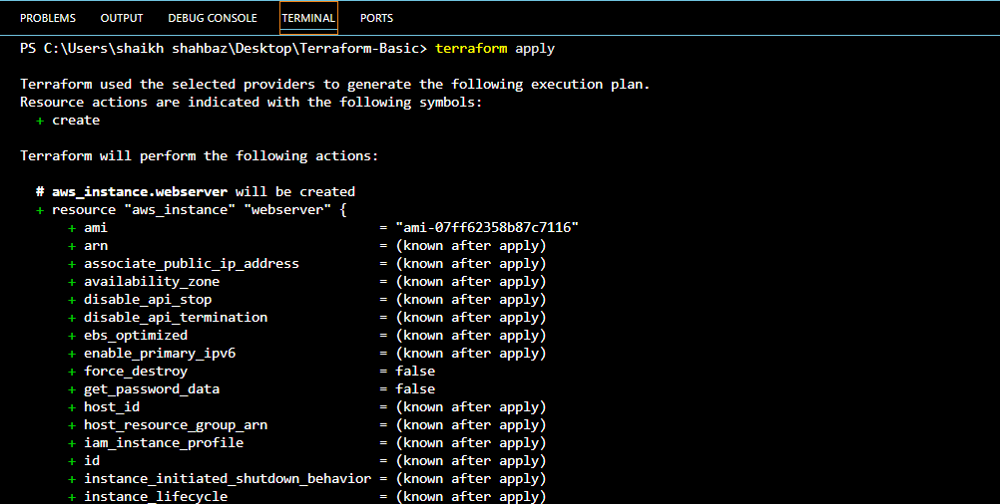 PROBLEMS OUTPUT DEBUG CONSOLE TERMINAL PORTS
PS C:\Users\shaikh shahbaz\Desktop\Terraform-Basic> terraform apply
Terraform used the selected providers to generate the following execution plan.
Resource actions are indicated with the following symbols:
+ create
Terraform will perform the following actions:
# aws_instance.webserver will be created
+ resource "aws_instance" "webserver" {
+ ami = "ami-07ff62358b87c7116"
+ arn = (known after apply)
+ associate_public_ip_address = (known after apply)
+ availability_zone = (known after apply)
+ disable_api_stop = (known after apply)
+ disable_api_termination = (known after apply)
+ ebs_optimized = (known after apply)
+ enable_primary_ipv6 = (known after apply)
+ force_destroy = false
+ get_password_data = false
+ host_id = (known after apply)
+ host_resource_group_arn = (known after apply)
+ iam_instance_profile = (known after apply)
+ id = (known after apply)
+ instance_initiated_shutdown_behavior = (known after apply)
+ instance_lifecycle = (known after apply)